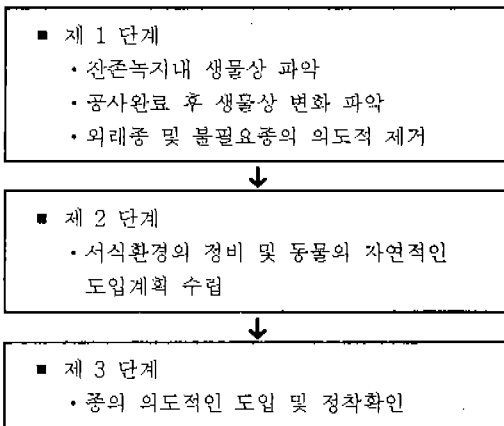 ■ 제 1 단계
· 잔존녹지내 생물상 파악
· 공사완료 후 생물상 변화 파악
· 외래종 및 불필요종의 의도적 제거
↓
■ 제 2 단계
· 서식환경의 정비 및 동물의 자연적인
도입계획 수립
↓
■ 제 3 단계
· 종의 의도적인 도입 및 정착확인